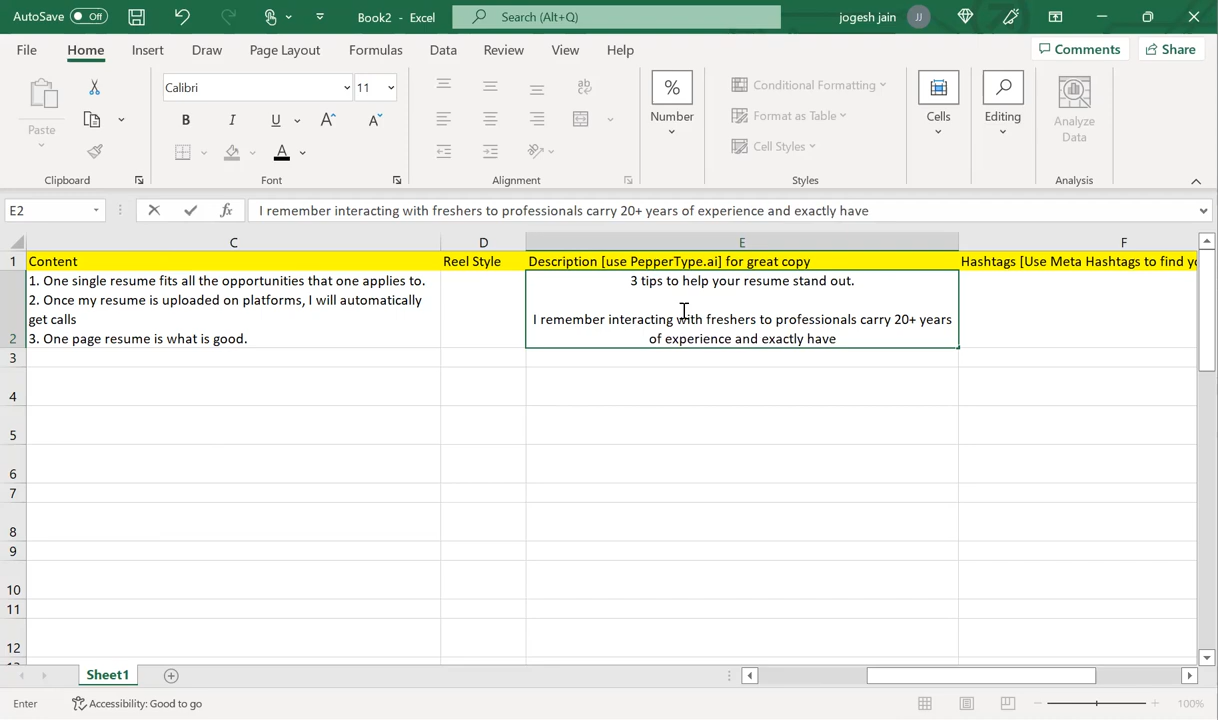 AutoSave Off Book2 - Excel Search (Alt+Q) jogesh jain JJ
File Home Insert Draw Page Layout Formulas Data Review View Help Comments Share
Paste
Calibri 11
B I U A A
A
ab
%
Number
Conditional Formatting
Format as Table
Cell Styles
Cells
Editing
Analyze
Data
Clipboard Font Alignment Styles Analysis
E2 fx I remember interacting with freshers to professionals carry 20+ years of experience and exactly have
C D E F
1 Content Reel Style Description [use PepperType.ai] for great copy Hashtags [Use Meta Hashtags to find
1. One single resume fits all the opportunities that one applies to.
2. Once my resume is uploaded on platforms, I will automatically
get calls
3. One page resume is what is good.
3 tips to help your resume stand out.
I remember interacting with freshers to professionals carry 20+ years
of experience and exactly have
2
3
4
5
6
7
8
9
10
11
12
Sheet1
Enter Accessibility: Good to go 100%